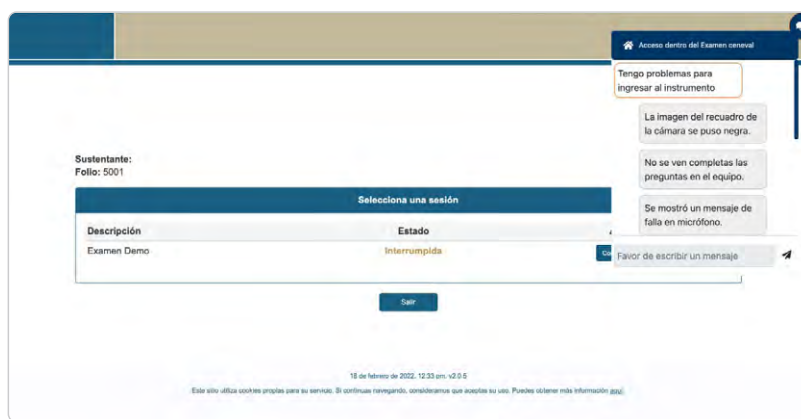 Acceso dentro del Examen ceneval
Tengo problemas para
ingresar al instrumento
La imagen del recuadro de
la cámara se puso negra.
No se ven completas las
preguntas en el equipo.
Se mostró un mensaje de
falla en micrófono.
Favor de escribir un mensaje
Sustentante:
Folio: 5001
Selecciona una sesión
Descripción Estado
Examen Demo Interrumpida
Salir
18 de febrero de 2022, 12:33 pm. v2.0.5
Este sitio utiliza cookies propias para su servicio. Si continuas navegando, consideramos que aceptas su uso. Puedes obtener más información aquí